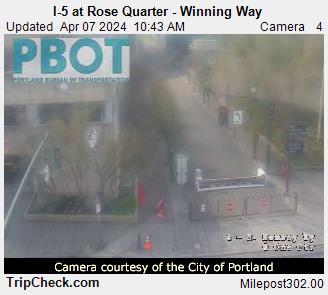 I-5 at Rose Quarter - Winning Way
Updated Apr 07 2024 10:43 AM Camera 4
PBOT
PORTLAND BUREAU OF TRANSPORTATION
Camera courtesy of the City of Portland
TripCheck.com Milepost302.00